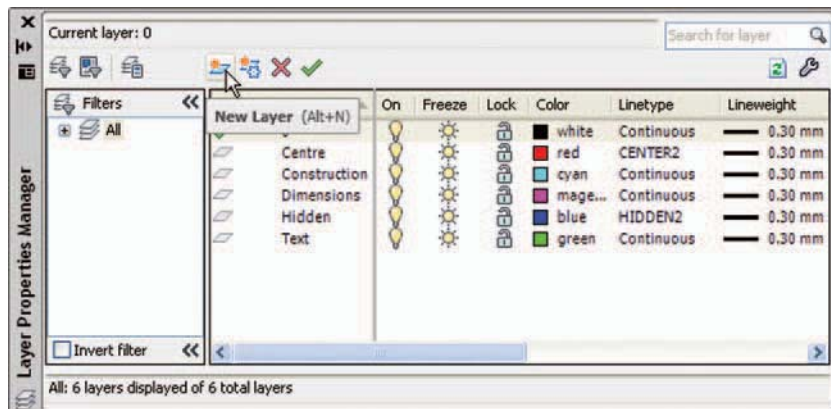 Current layer: 0
Search for layer
Filters
On Freeze Lock Color Linetype Lineweight
New Layer (Alt+N)
All
white Continuous 0.30 mm
Centre red CENTER2 0.30 mm
Construction cyan Continuous 0.30 mm
Dimensions mage... Continuous 0.30 mm
Hidden blue HIDDEN2 0.30 mm
Text green Continuous 0.30 mm
Layer Properties Manager
Invert filter
All: 6 layers displayed of 6 total layers